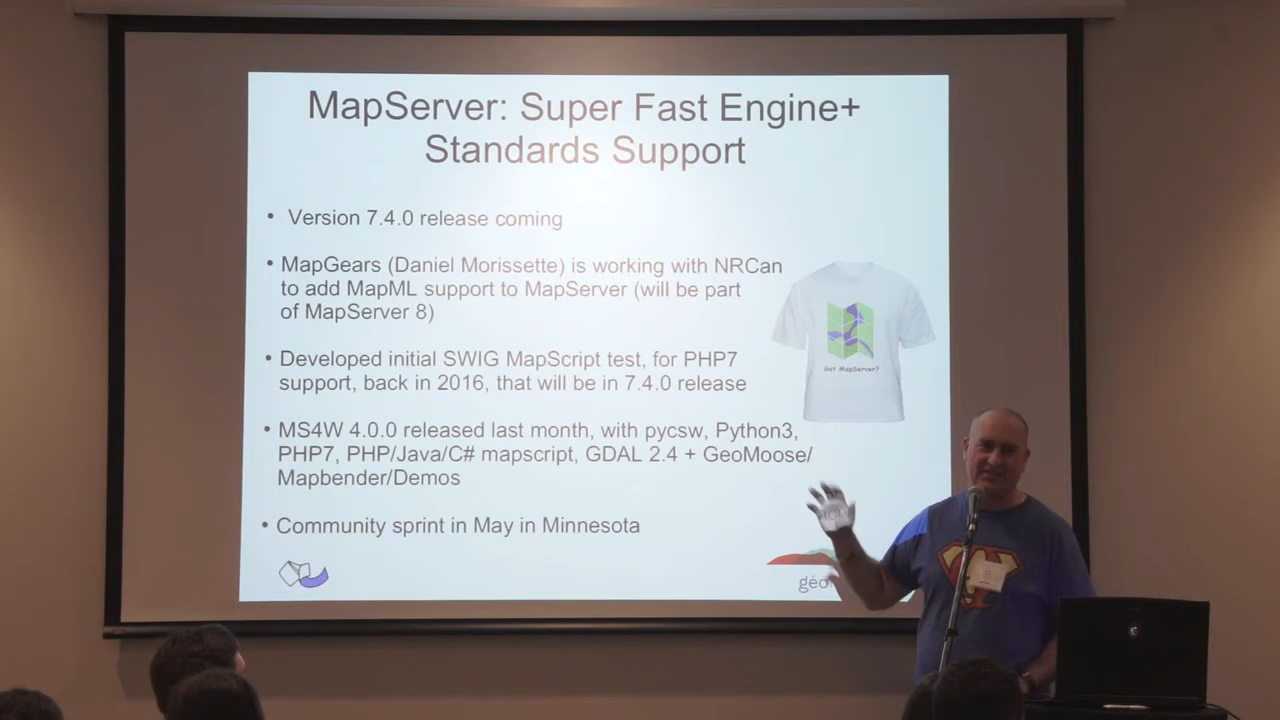 MapServer: Super Fast Engine+
Standards Support
• Version 7.4.0 release coming
• MapGears (Daniel Morissette) is working with NRCan
to add MapML support to MapServer (will be part
of MapServer 8)
• Developed initial SWIG MapScript test, for PHP7
support, back in 2016, that will be in 7.4.0 release
• MS4W 4.0.0 released last month, with pycsw, Python3,
PHP7, PHP/Java/C# mapscript, GDAL 2.4 + GeoMoose/
Mapbender/Demos
• Community sprint in May in Minnesota
Got MapServer?